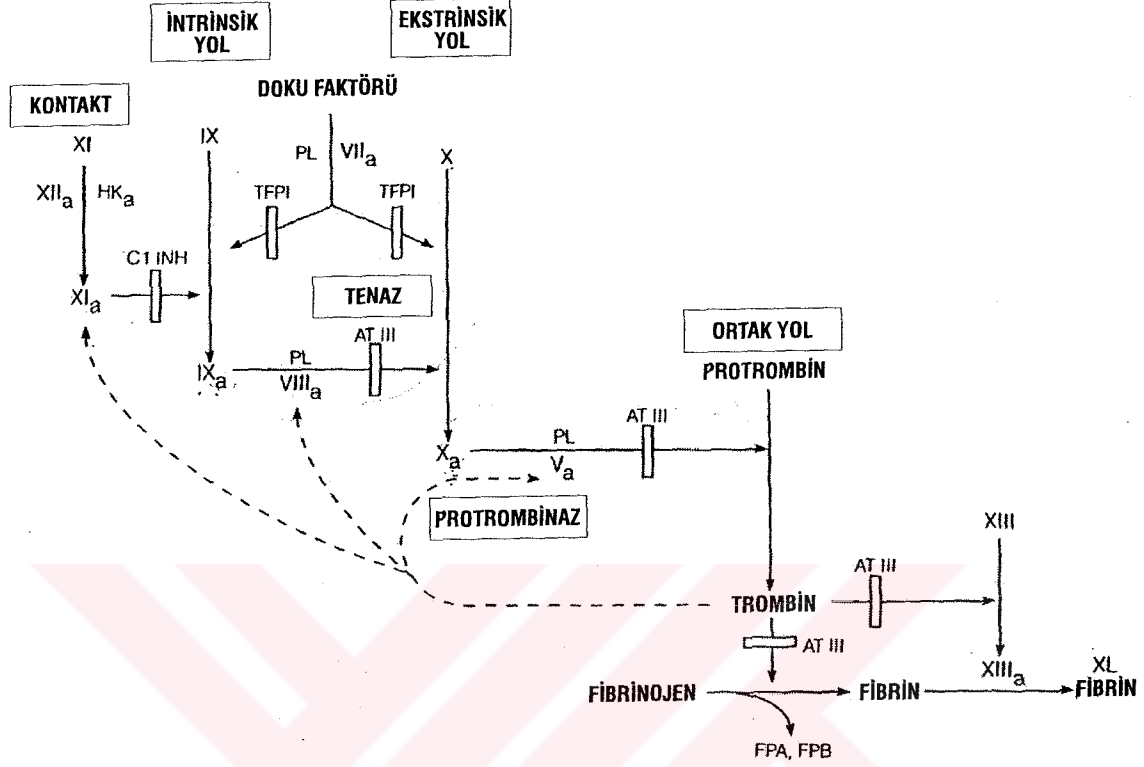 İNTRİNSİK
YOL
EKSTRİNSİK
YOL
DOKU FAKTÖRÜ
KONTAKT
XI
IX
PL
VIIa
X
XIIa
HKa
TFPI
TFPI
C1 INH
XIa
TENAZ
AT III
ORTAK YOL
PROTROMBİN
IXa
PL
VIIIa
AT III
Xa
PL
Va
PROTROMBİNAZ
XIII
AT III
TROMBİN
AT III
XIIIa
XL
FİBRİN
FİBRİNOJEN
FİBRİN
FPA, FPB